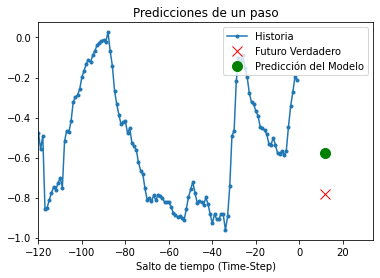 Predicciones de un paso
Historia
Futuro Verdadero
Predicción del Modelo
0.0
−0.2
−0.4
−0.6
−0.8
−1.0
−120 −100 −80 −60 −40 −20 0 20
Salto de tiempo (Time-Step)